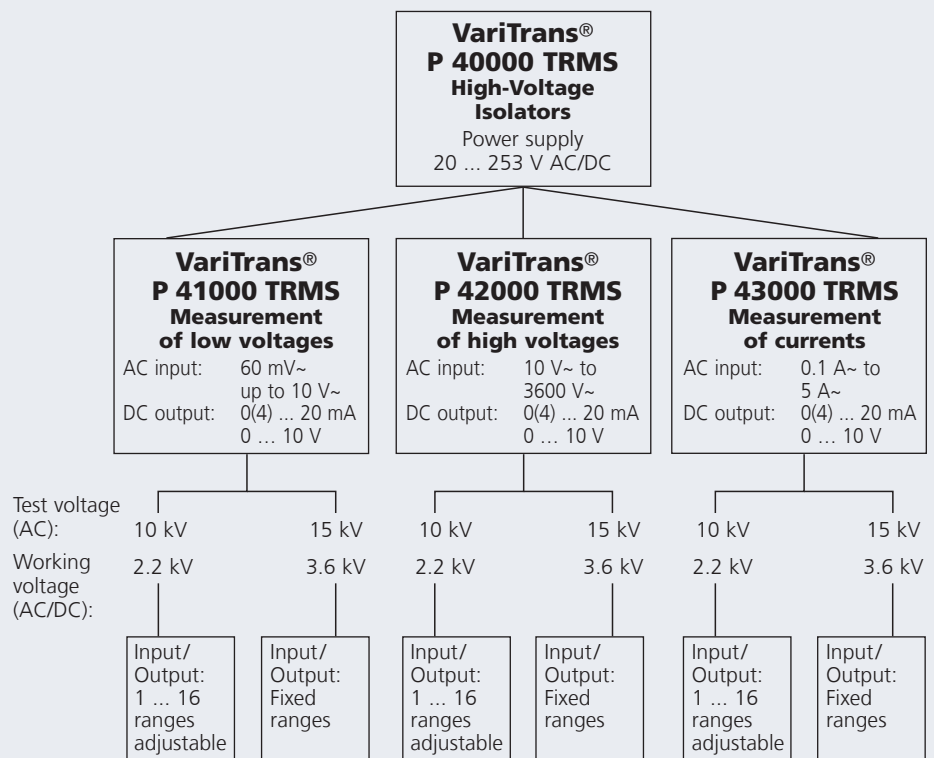 VariTrans®
P 40000 TRMS
High-Voltage
Isolators
Power supply
20 ... 253 V AC/DC
VariTrans®
P 41000 TRMS
Measurement
of low voltages
AC input: 60 mV~
up to 10 V~
DC output: 0(4) ... 20 mA
0 ... 10 V
VariTrans®
P 42000 TRMS
Measurement
of high voltages
AC input: 10 V~ to
3600 V~
DC output: 0(4) ... 20 mA
0 ... 10 V
VariTrans®
P 43000 TRMS
Measurement
of currents
AC input: 0.1 A~ to
5 A~
DC output: 0(4) ... 20 mA
0 ... 10 V
Test voltage
(AC): 10 kV 15 kV 10 kV 15 kV 10 kV 15 kV
Working
voltage
(AC/DC): 2.2 kV 3.6 kV 2.2 kV 3.6 kV 2.2 kV 3.6 kV
Input/
Output:
1 ... 16
ranges
adjustable
Input/
Output:
Fixed
ranges
Input/
Output:
1 ... 16
ranges
adjustable
Input/
Output:
Fixed
ranges
Input/
Output:
1 ... 16
ranges
adjustable
Input/
Output:
Fixed
ranges